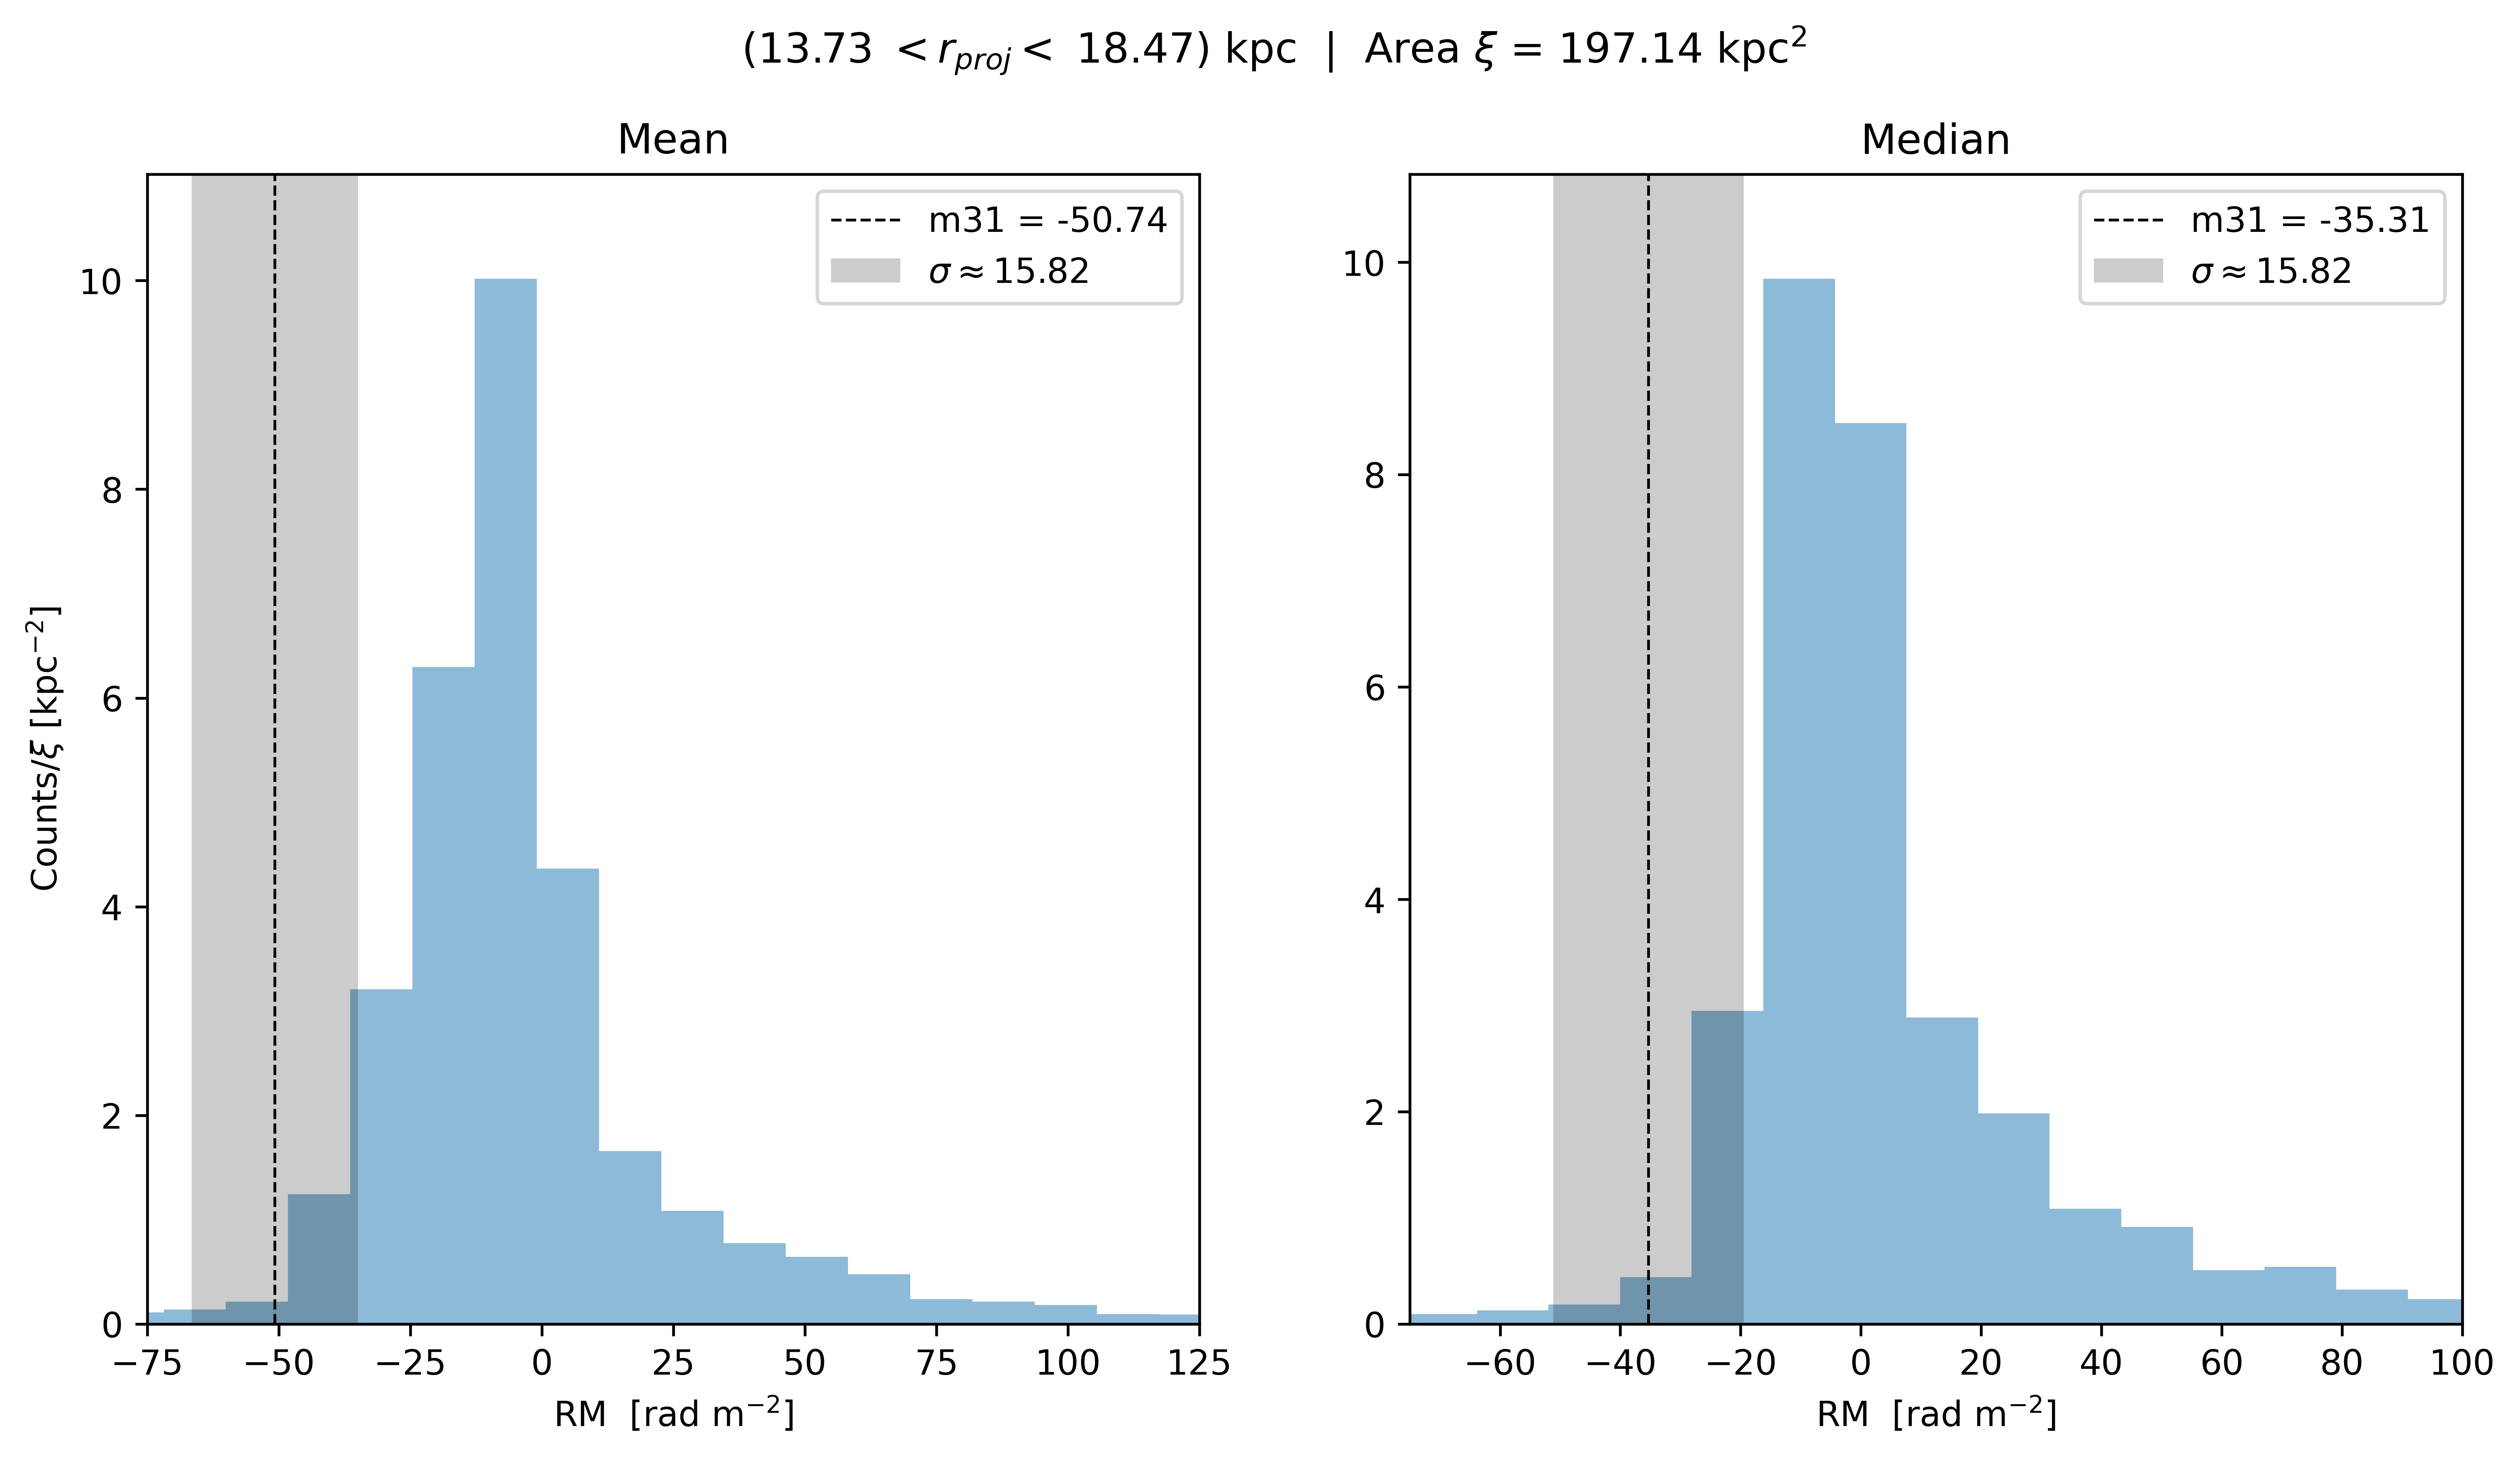 (13.73 < r_proj < 18.47) kpc | Area ξ = 197.14 kpc²
Mean
m31 = -50.74
σ ≈ 15.82
10
8
6
4
2
0
Counts/ξ [kpc⁻²]
−75 −50 −25 0 25 50 75 100 125
RM [rad m⁻²]
Median
m31 = -35.31
σ ≈ 15.82
10
8
6
4
2
0
−60 −40 −20 0 20 40 60 80 100
RM [rad m⁻²]